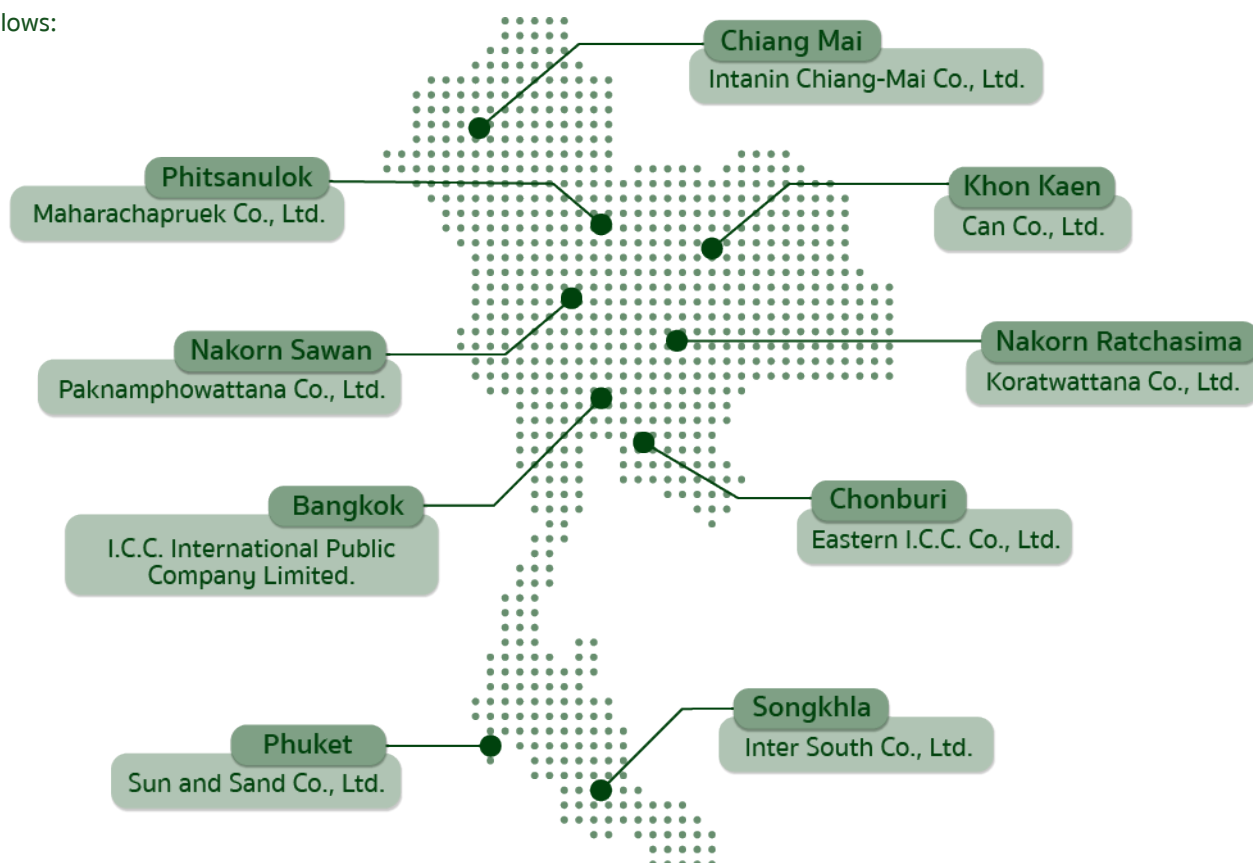 lows:
Chiang Mai
Intanin Chiang-Mai Co., Ltd.
Phitsanulok
Maharachapruek Co., Ltd.
Khon Kaen
Can Co., Ltd.
Nakorn Sawan
Paknamphowattana Co., Ltd.
Nakorn Ratchasima
Koratwattana Co., Ltd.
Bangkok
I.C.C. International Public
Company Limited.
Chonburi
Eastern I.C.C. Co., Ltd.
Songkhla
Inter South Co., Ltd.
Phuket
Sun and Sand Co., Ltd.